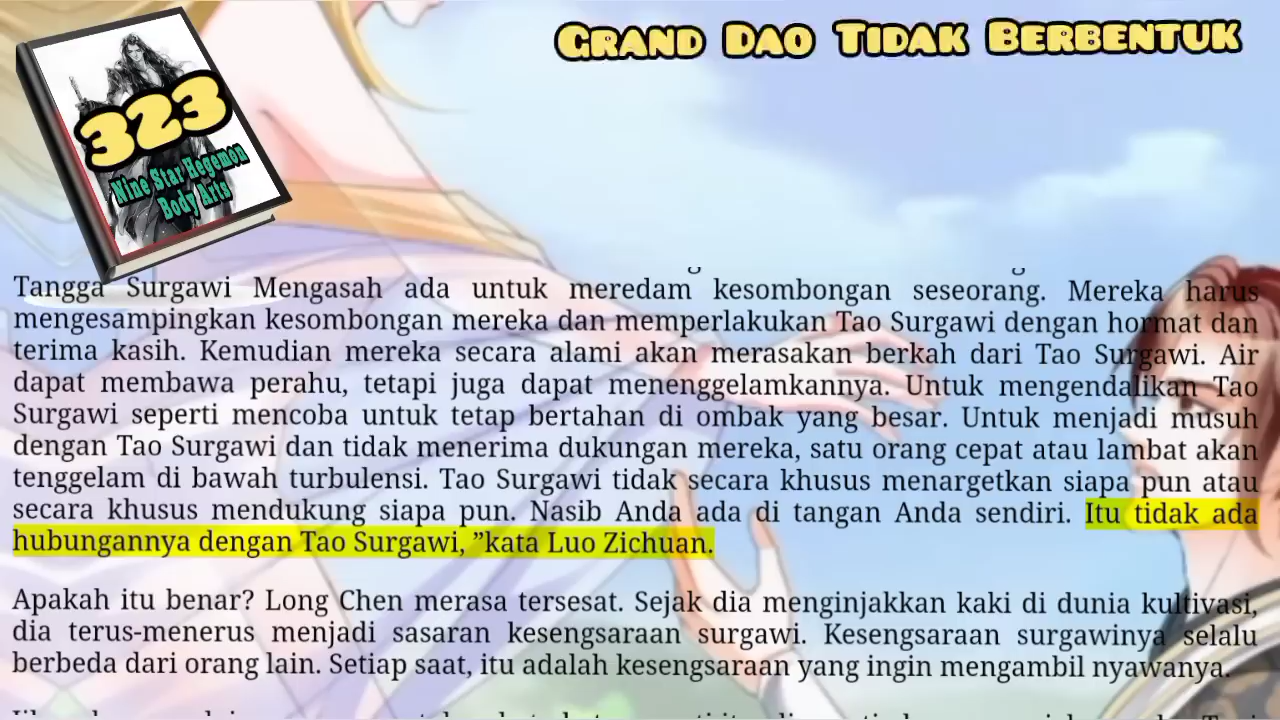 GRAND DAO TIDAK BERBENTUK
323
Nine Star Hegemon
Body Arts
Tangga Surgawi Mengasah ada untuk meredam kesombongan seseorang. Mereka harus
mengesampingkan kesombongan mereka dan memperlakukan Tao Surgawi dengan hormat dan
terima kasih. Kemudian mereka secara alami akan merasakan berkah dari Tao Surgawi. Air
dapat membawa perahu, tetapi juga dapat menenggelamkannya. Untuk mengendalikan Tao
Surgawi seperti mencoba untuk tetap bertahan di ombak yang besar. Untuk menjadi musuh
dengan Tao Surgawi dan tidak menerima dukungan mereka, satu orang cepat atau lambat akan
tenggelam di bawah turbulensi. Tao Surgawi tidak secara khusus menargetkan siapa pun atau
secara khusus mendukung siapa pun. Nasib Anda ada di tangan Anda sendiri. Itu tidak ada
hubungannya dengan Tao Surgawi, ”kata Luo Zichuan.
Apakah itu benar? Long Chen merasa tersesat. Sejak dia menginjakkan kaki di dunia kultivasi,
dia terus-menerus menjadi sasaran kesengsaraan surgawi. Kesengsaraan surgawinya selalu
berbeda dari orang lain. Setiap saat, itu adalah kesengsaraan yang ingin mengambil nyawanya.